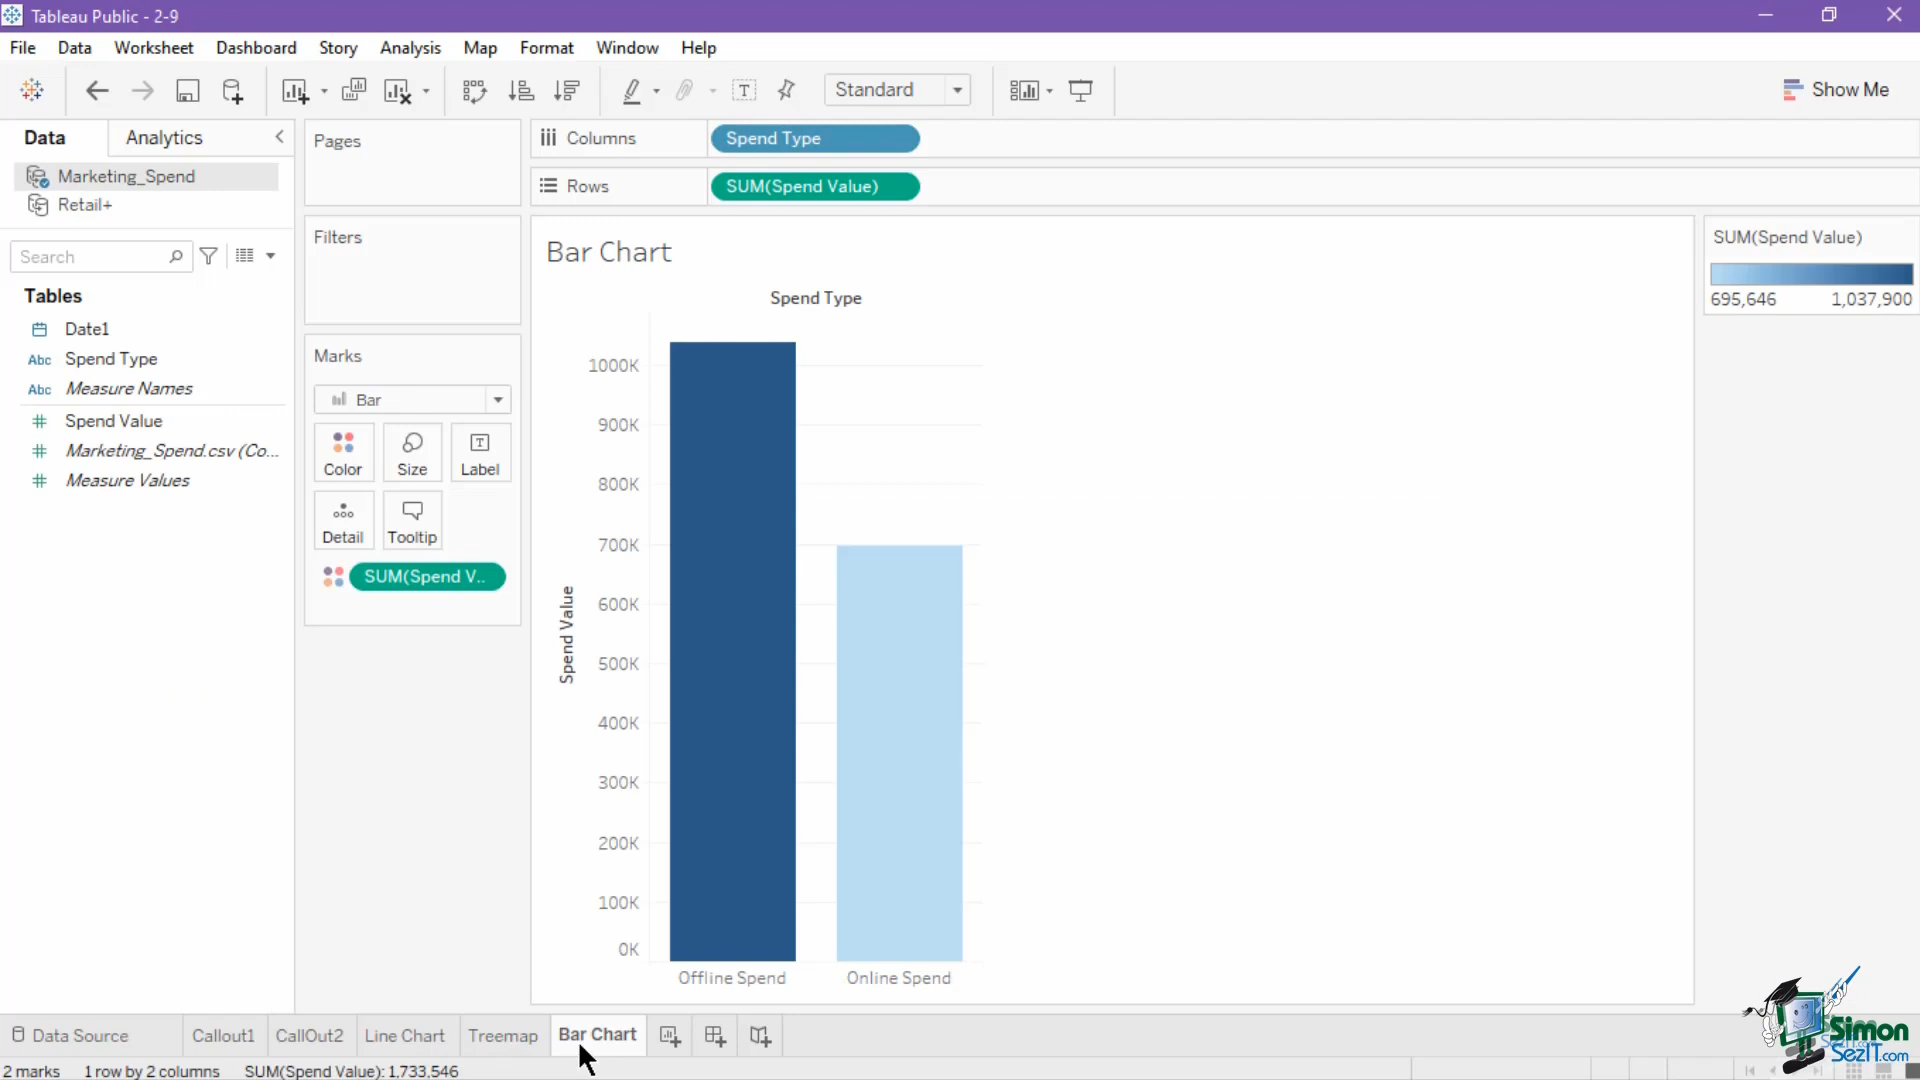 Tableau Public - 2-9
File Data Worksheet Dashboard Story Analysis Map Format Window Help
Standard
Show Me
Data Analytics
Marketing_Spend
Retail+
Search
Tables
Date1
Abc Spend Type
Abc Measure Names
Spend Value
Marketing_Spend.csv (Co...
Measure Values
Pages
Filters
Marks
Bar
Color Size Label
Detail Tooltip
SUM(Spend V..
Columns Spend Type
Rows SUM(Spend Value)
Bar Chart
Spend Type
Spend Value
1000K
900K
800K
700K
600K
500K
400K
300K
200K
100K
0K
Offline Spend Online Spend
SUM(Spend Value)
695,646 1,037,900
Data Source Callout1 CallOut2 Line Chart Treemap Bar Chart
2 marks 1 row by 2 columns SUM(Spend Value): 1,733,546
Simon
SezIT.com